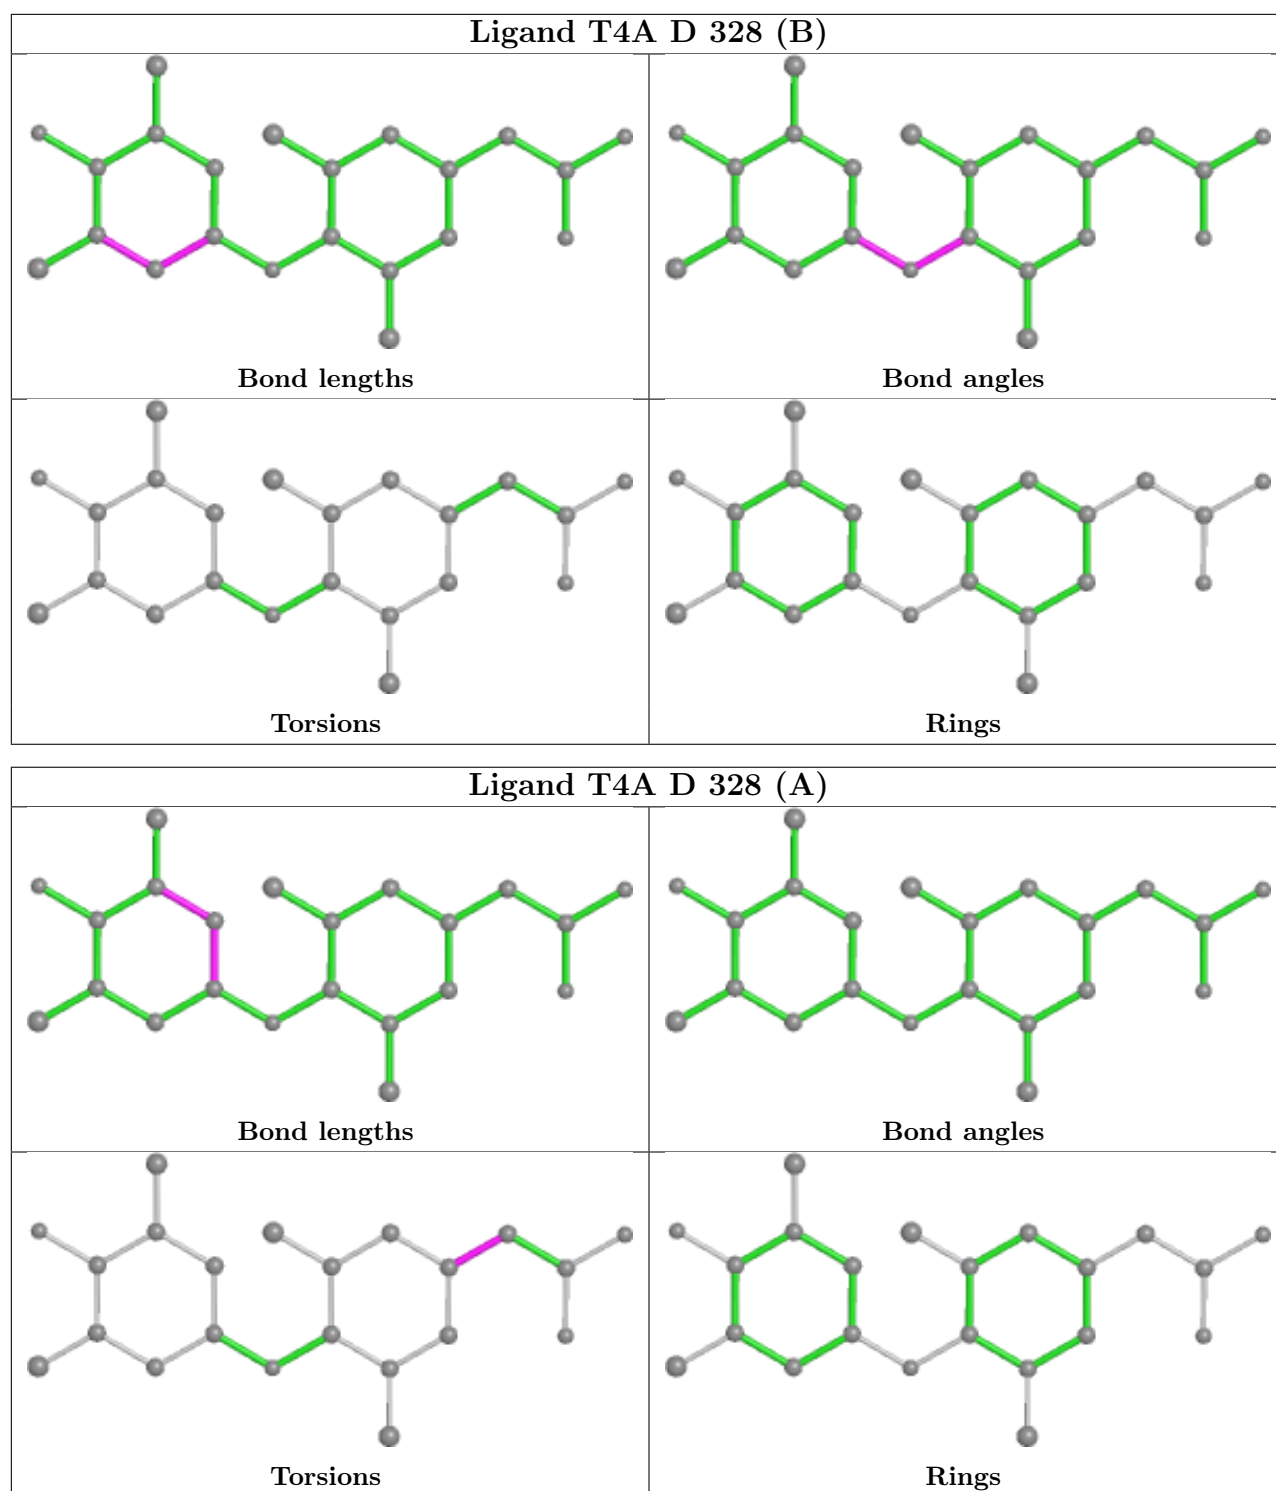 Ligand T4A D 328 (B)
Bond lengths
Bond angles
Torsions
Rings
Ligand T4A D 328 (A)
Bond lengths
Bond angles
Torsions
Rings